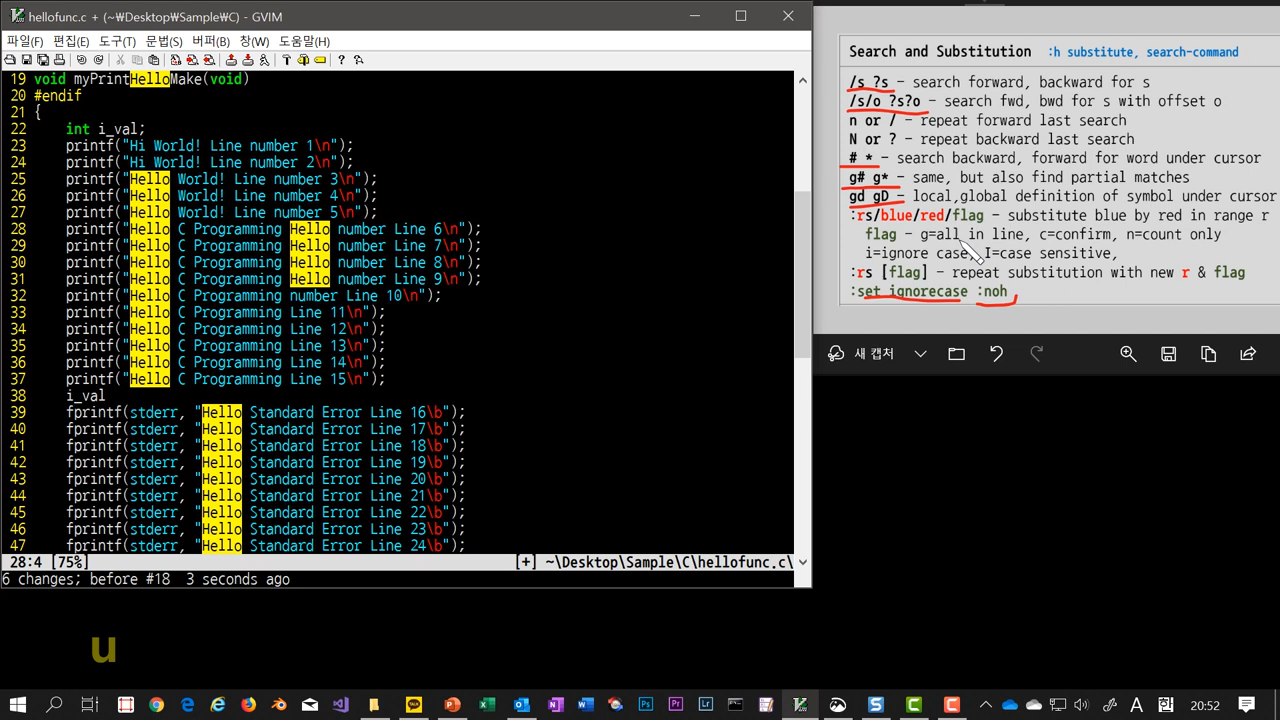 hellofunc.c + (~₩Desktop₩Sample₩C) - GVIM
파일(F) 편집(E) 도구(T) 문법(S) 버퍼(B) 창(W) 도움말(H)
19 void myPrintHelloMake(void)
20 #endif
21 {
22     int i_val;
23     printf("Hi World! Line number 1\n");
24     printf("Hi World! Line number 2\n");
25     printf("Hello World! Line number 3\n");
26     printf("Hello World! Line number 4\n");
27     printf("Hello World! Line number 5\n");
28     printf("Hello C Programming Hello number Line 6\n");
29     printf("Hello C Programming Hello number Line 7\n");
30     printf("Hello C Programming Hello number Line 8\n");
31     printf("Hello C Programming Hello number Line 9\n");
32     printf("Hello C Programming number Line 10\n");
33     printf("Hello C Programming Line 11\n");
34     printf("Hello C Programming Line 12\n");
35     printf("Hello C Programming Line 13\n");
36     printf("Hello C Programming Line 14\n");
37     printf("Hello C Programming Line 15\n");
38     i_val
39     fprintf(stderr, "Hello Standard Error Line 16\b");
40     fprintf(stderr, "Hello Standard Error Line 17\b");
41     fprintf(stderr, "Hello Standard Error Line 18\b");
42     fprintf(stderr, "Hello Standard Error Line 19\b");
43     fprintf(stderr, "Hello Standard Error Line 20\b");
44     fprintf(stderr, "Hello Standard Error Line 21\b");
45     fprintf(stderr, "Hello Standard Error Line 22\b");
46     fprintf(stderr, "Hello Standard Error Line 23\b");
47     fprintf(stderr, "Hello Standard Error Line 24\b");
28:4 [75%] [+] ~\Desktop\Sample\C\hellofunc.c\
6 changes; before #18  3 seconds ago
u
Search and Substitution :h substitute, search-command
/s ?s - search forward, backward for s
/s/o ?s?o - search fwd, bwd for s with offset o
n or / - repeat forward last search
N or ? - repeat backward last search
# * - search backward, forward for word under cursor
g# g* - same, but also find partial matches
gd gD - local,global definition of symbol under cursor
:rs/blue/red/flag - substitute blue by red in range r
flag - g=all in line, c=confirm, n=count only
i=ignore case, I=case sensitive,
:rs [flag] - repeat substitution with new r & flag
:set ignorecase :noh
새 캡처
20:52